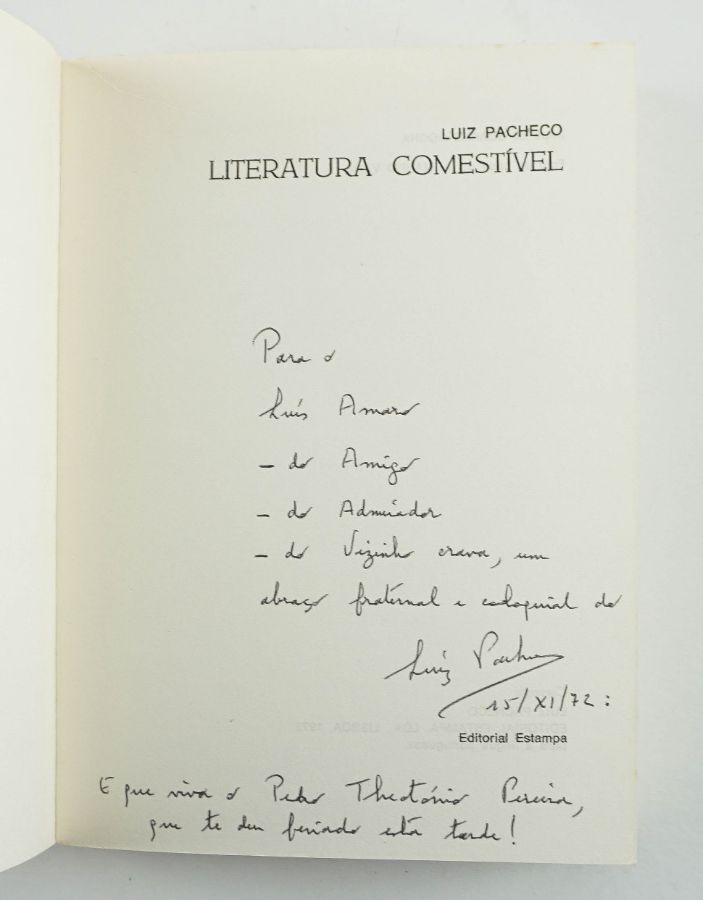 LUIZ PACHECO
LITERATURA COMESTÍVEL
Para o
Luís Amaro
– do Amigo
– do Admirador
– do Vizinho crava, um
abraço fraternal e coloquial do
Luiz Pacheco
15/XI/72:
Editorial Estampa
E que viva o Pedro Theotónio Pereira,
que te deu feriado esta tarde!